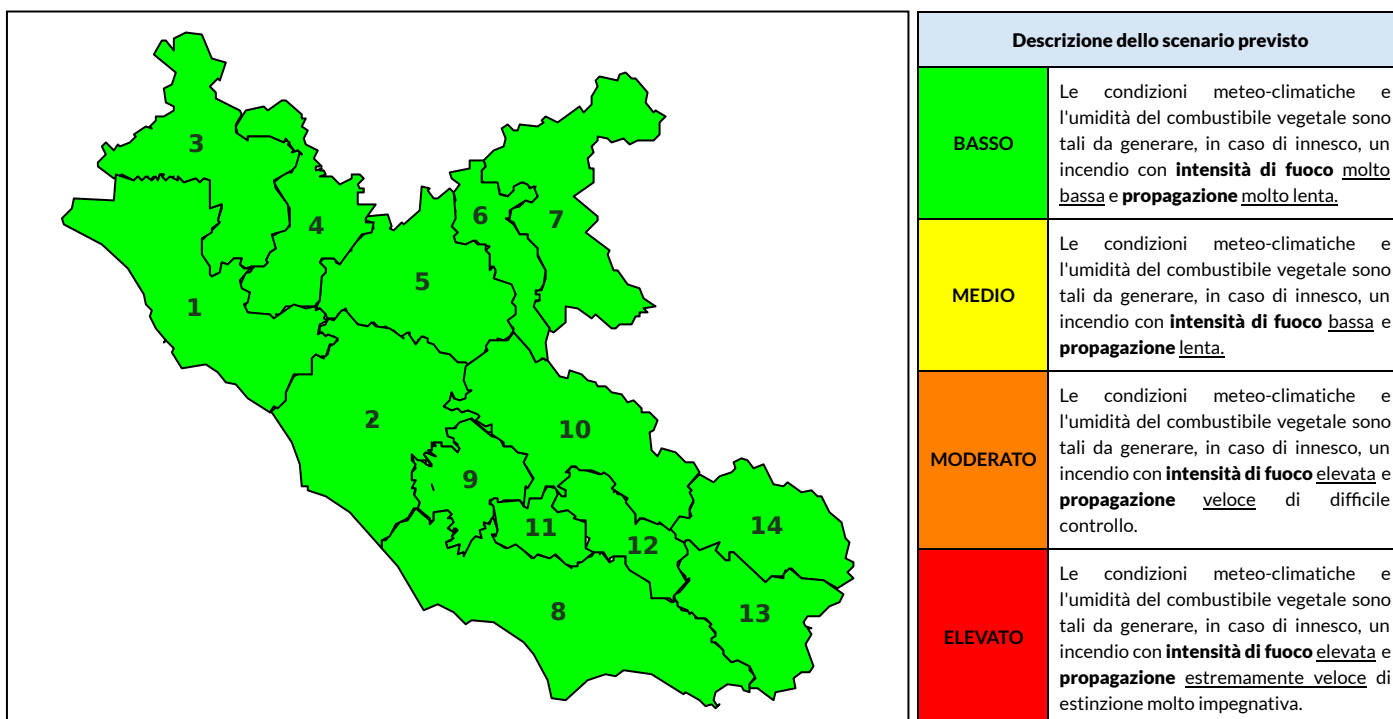 3
4
6
7
5
1
2
10
9
11
12
14
8
13
Descrizione dello scenario previsto
BASSO
Le condizioni meteo-climatiche e
l'umidità del combustibile vegetale sono
tali da generare, in caso di innesco, un
incendio con intensità di fuoco molto
bassa e propagazione molto lenta.
MEDIO
Le condizioni meteo-climatiche e
l'umidità del combustibile vegetale sono
tali da generare, in caso di innesco, un
incendio con intensità di fuoco bassa e
propagazione lenta.
MODERATO
Le condizioni meteo-climatiche e
l'umidità del combustibile vegetale sono
tali da generare, in caso di innesco, un
incendio con intensità di fuoco elevata e
propagazione veloce di difficile
controllo.
ELEVATO
Le condizioni meteo-climatiche e
l'umidità del combustibile vegetale sono
tali da generare, in caso di innesco, un
incendio con intensità di fuoco elevata e
propagazione estremamente veloce di
estinzione molto impegnativa.